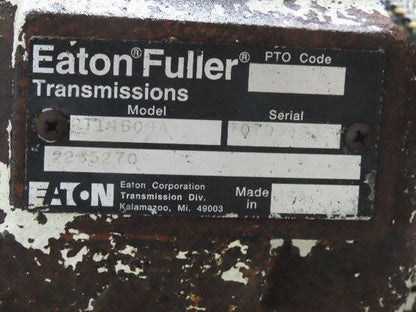 Eaton® Fuller®
Transmissions
PTO Code
Model
Serial
EATON
Eaton Corporation
Transmission Div.
Kalamazoo, Mi. 49003
Made
in